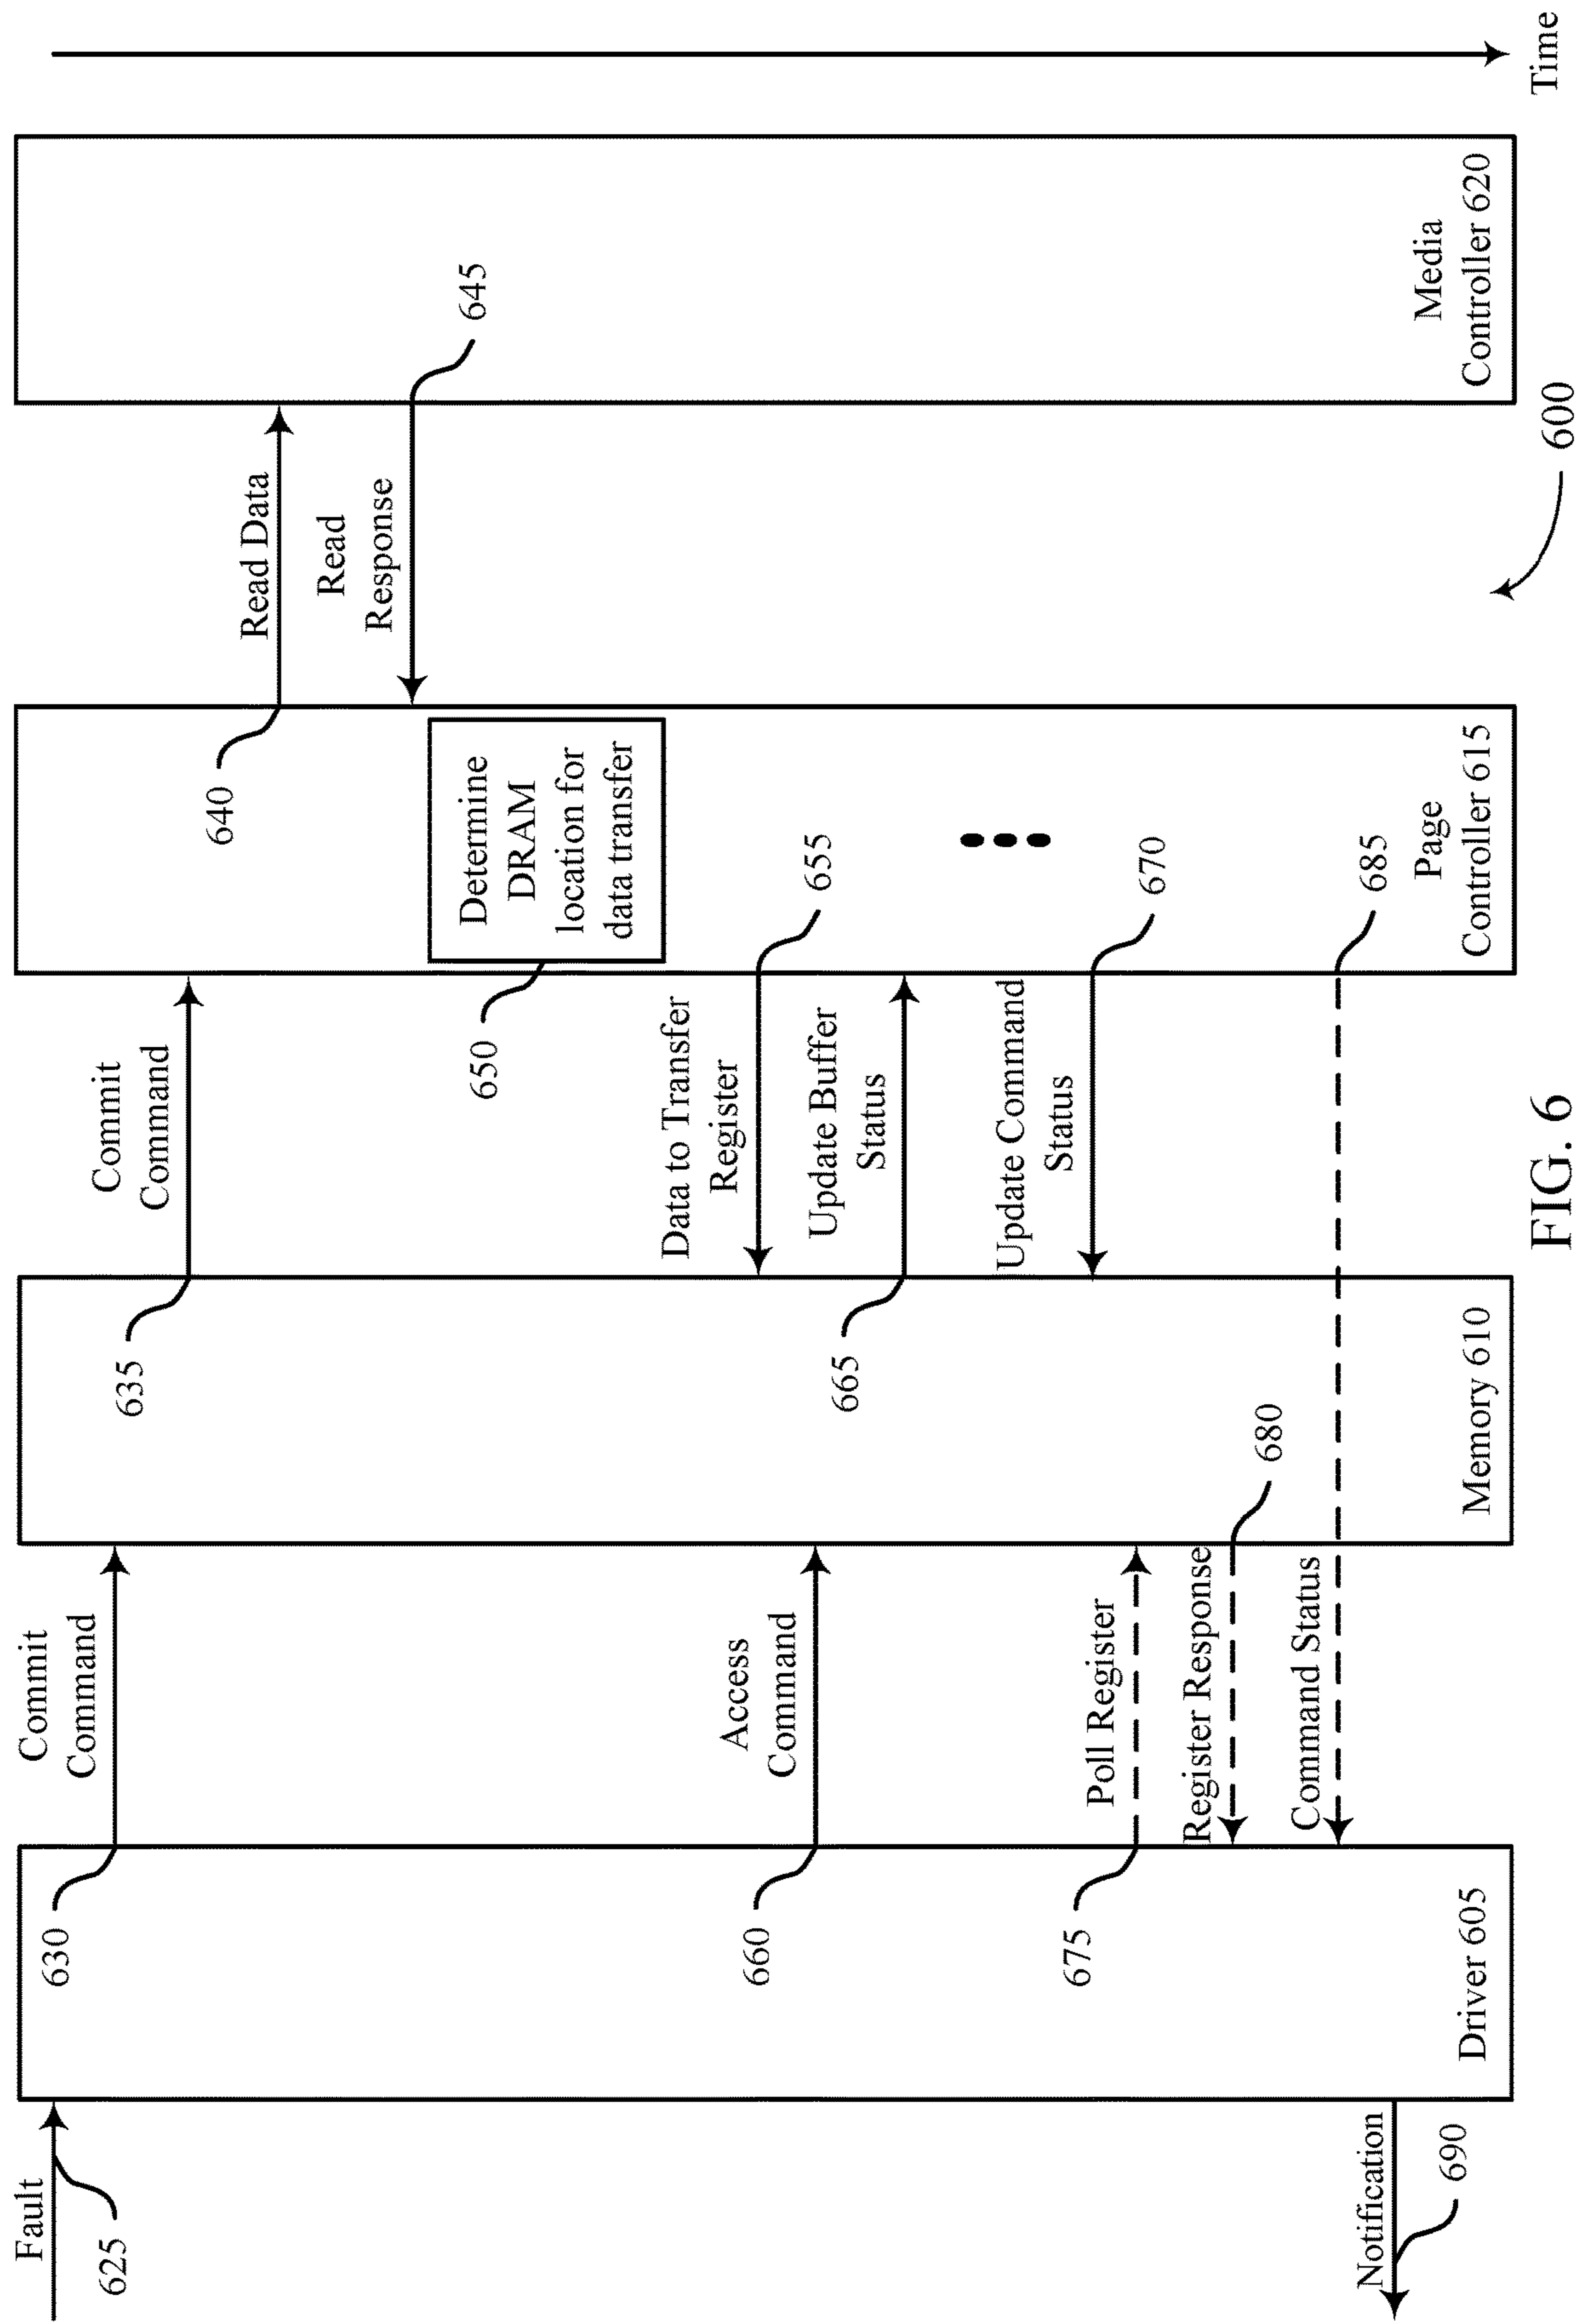 Fault
625
630
Commit
Command
635
Commit
Command
640
Read Data
Read
Response
645
650
Determine
DRAM
location for
data transfer
Data to Transfer
Register
655
660
Access
Command
665
Update Buffer
Status
Update Command
Status
670
675
Poll Register
Register Response
680
Command Status
685
Notification
690
Driver 605
Memory 610
Page
Controller 615
Media
Controller 620
Time
600
FIG. 6